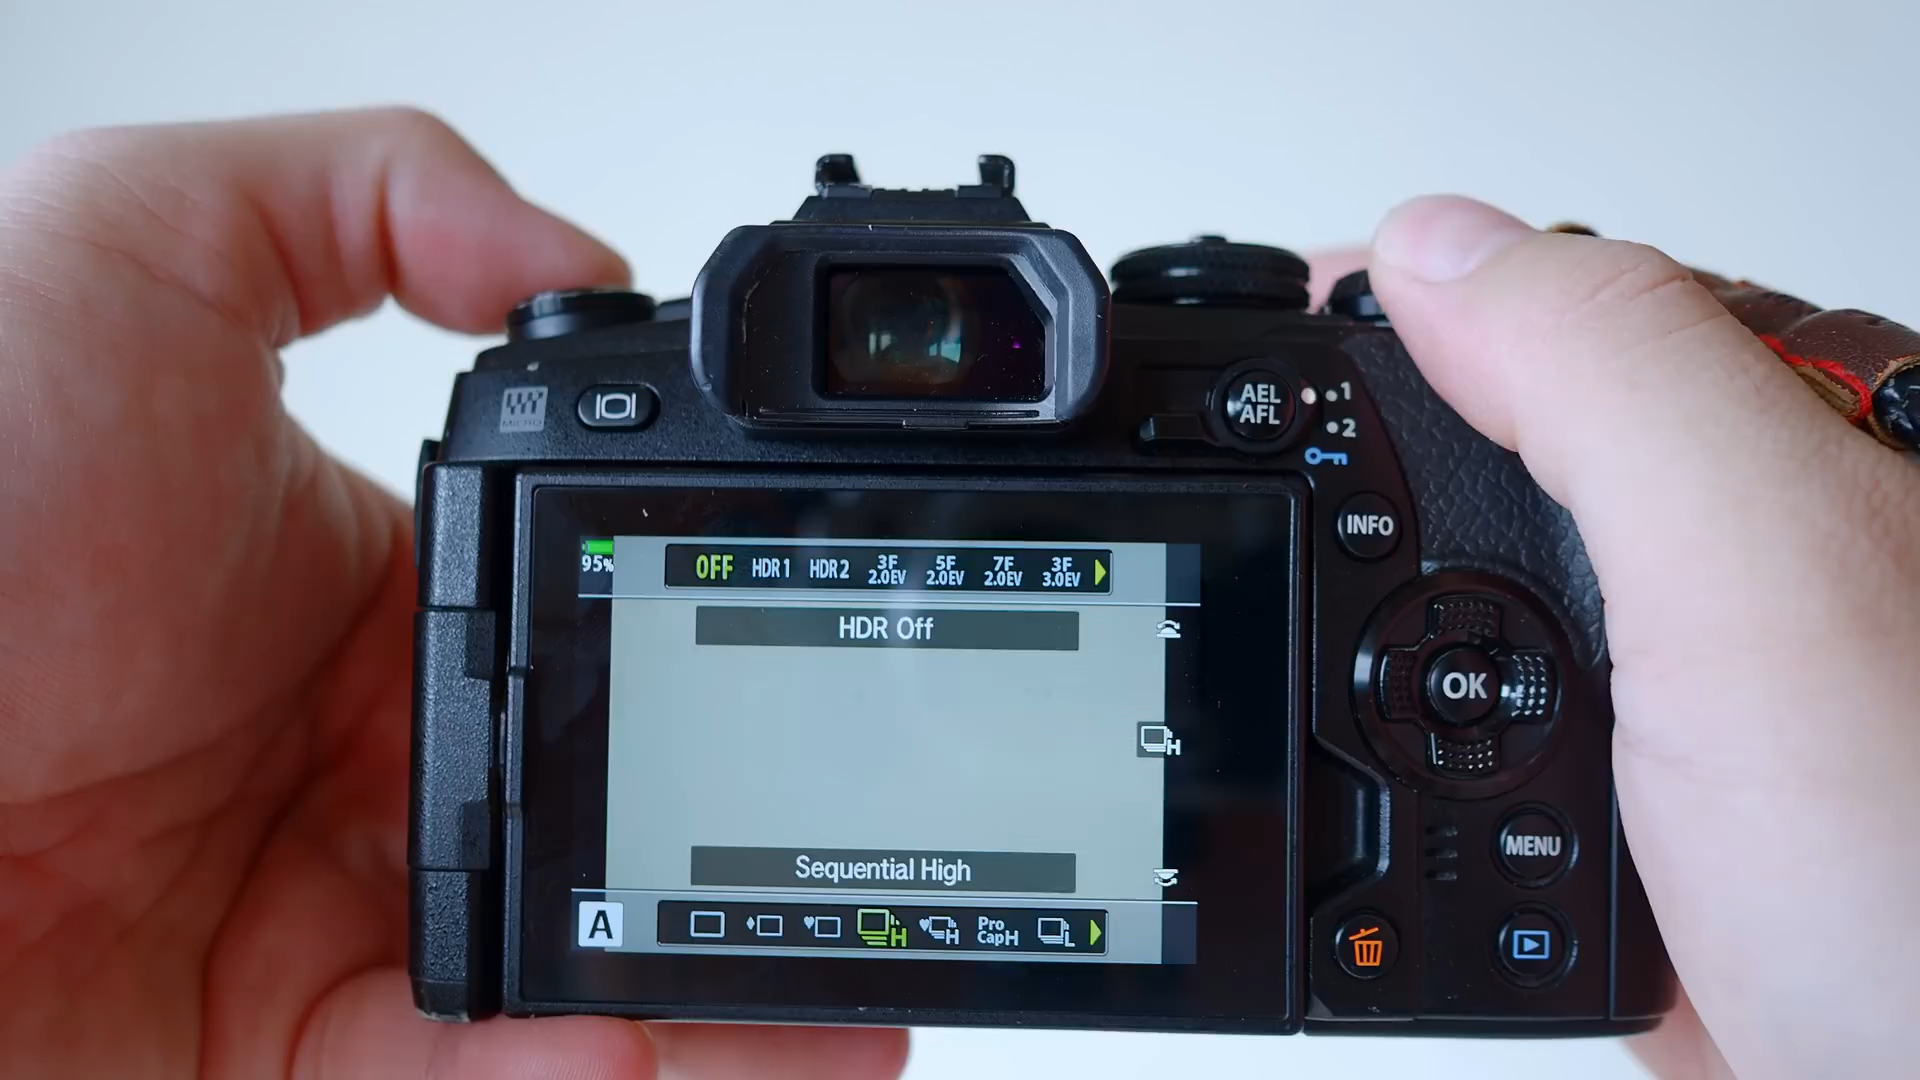 MICRO
AEL
AFL
1
2
INFO
95%
OFF HDR1 HDR2 3F 2.0EV 5F 2.0EV 7F 2.0EV 3F 3.0EV
HDR Off
OK
H
MENU
Sequential High
A
H H Pro CapH L